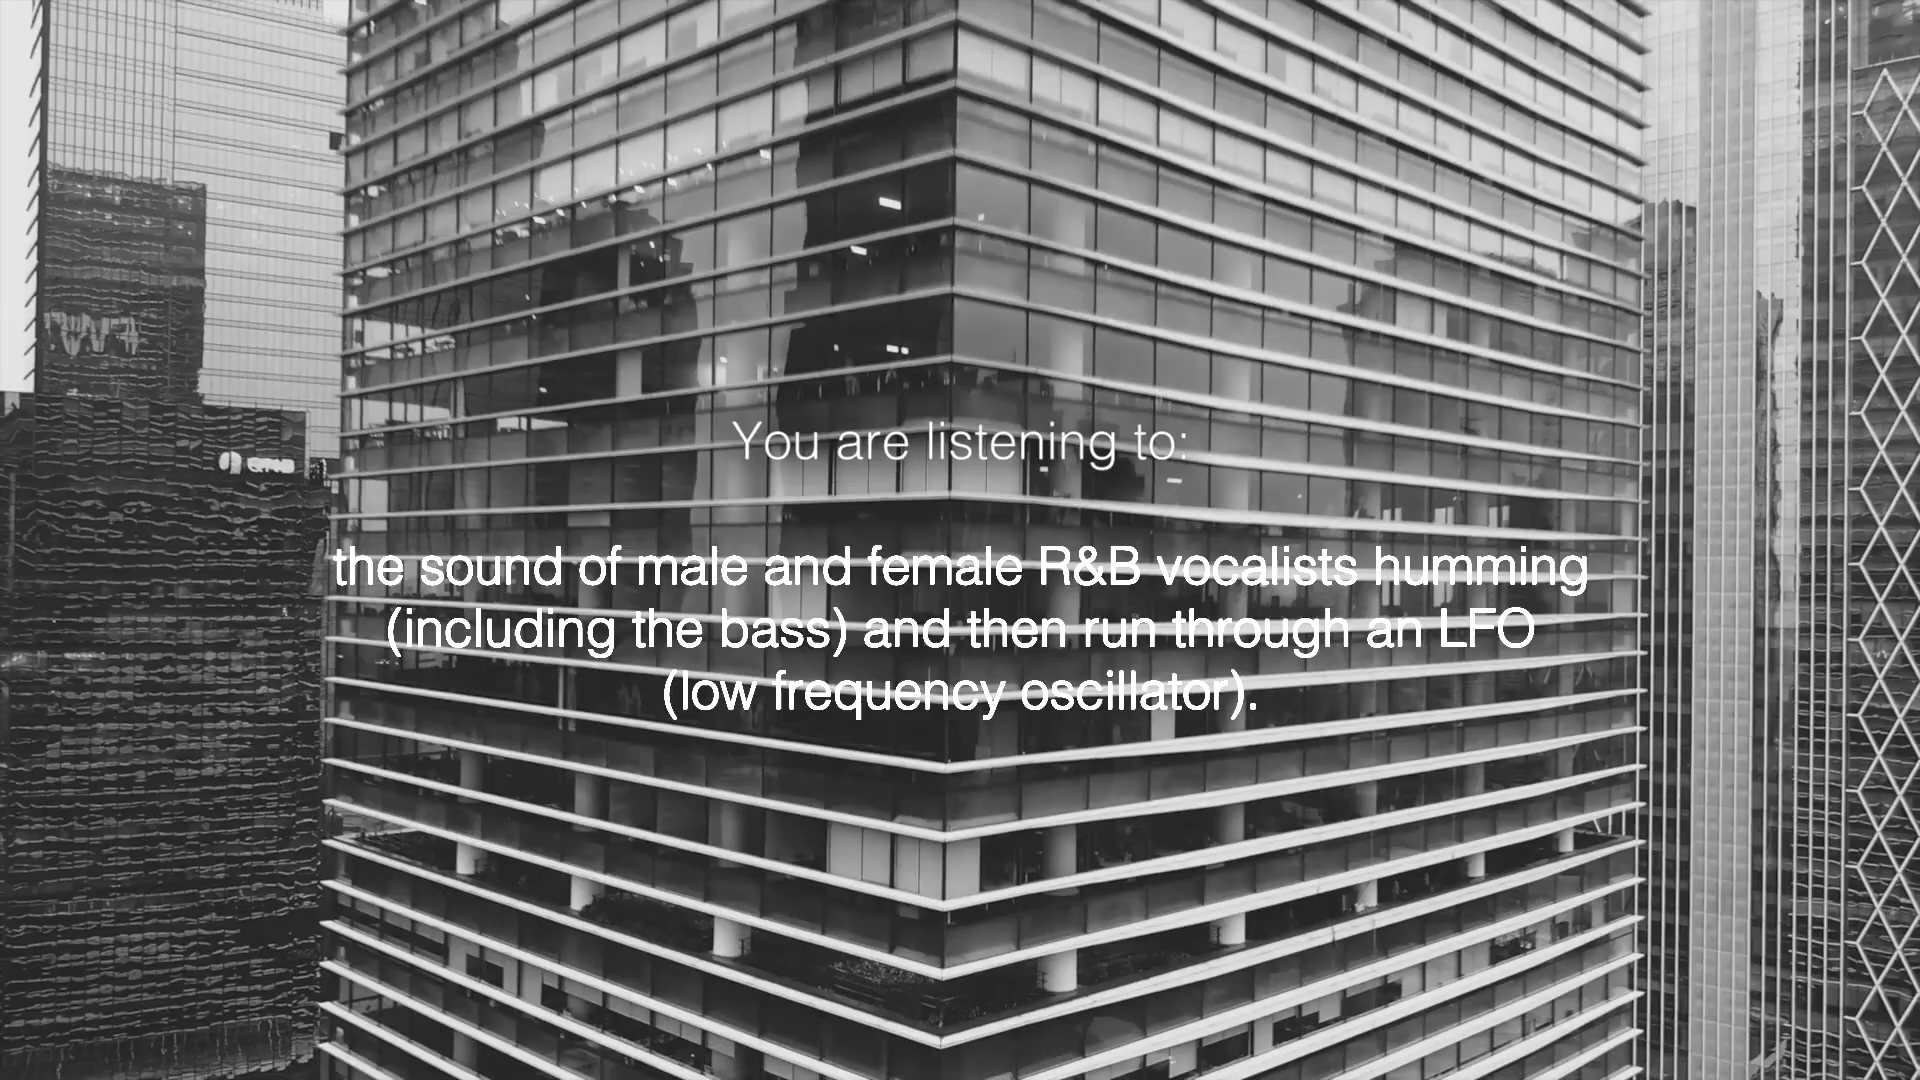 You are listening to:
the sound of male and female R&B vocalists humming
(including the bass) and then run through an LFO
(low frequency oscillator).